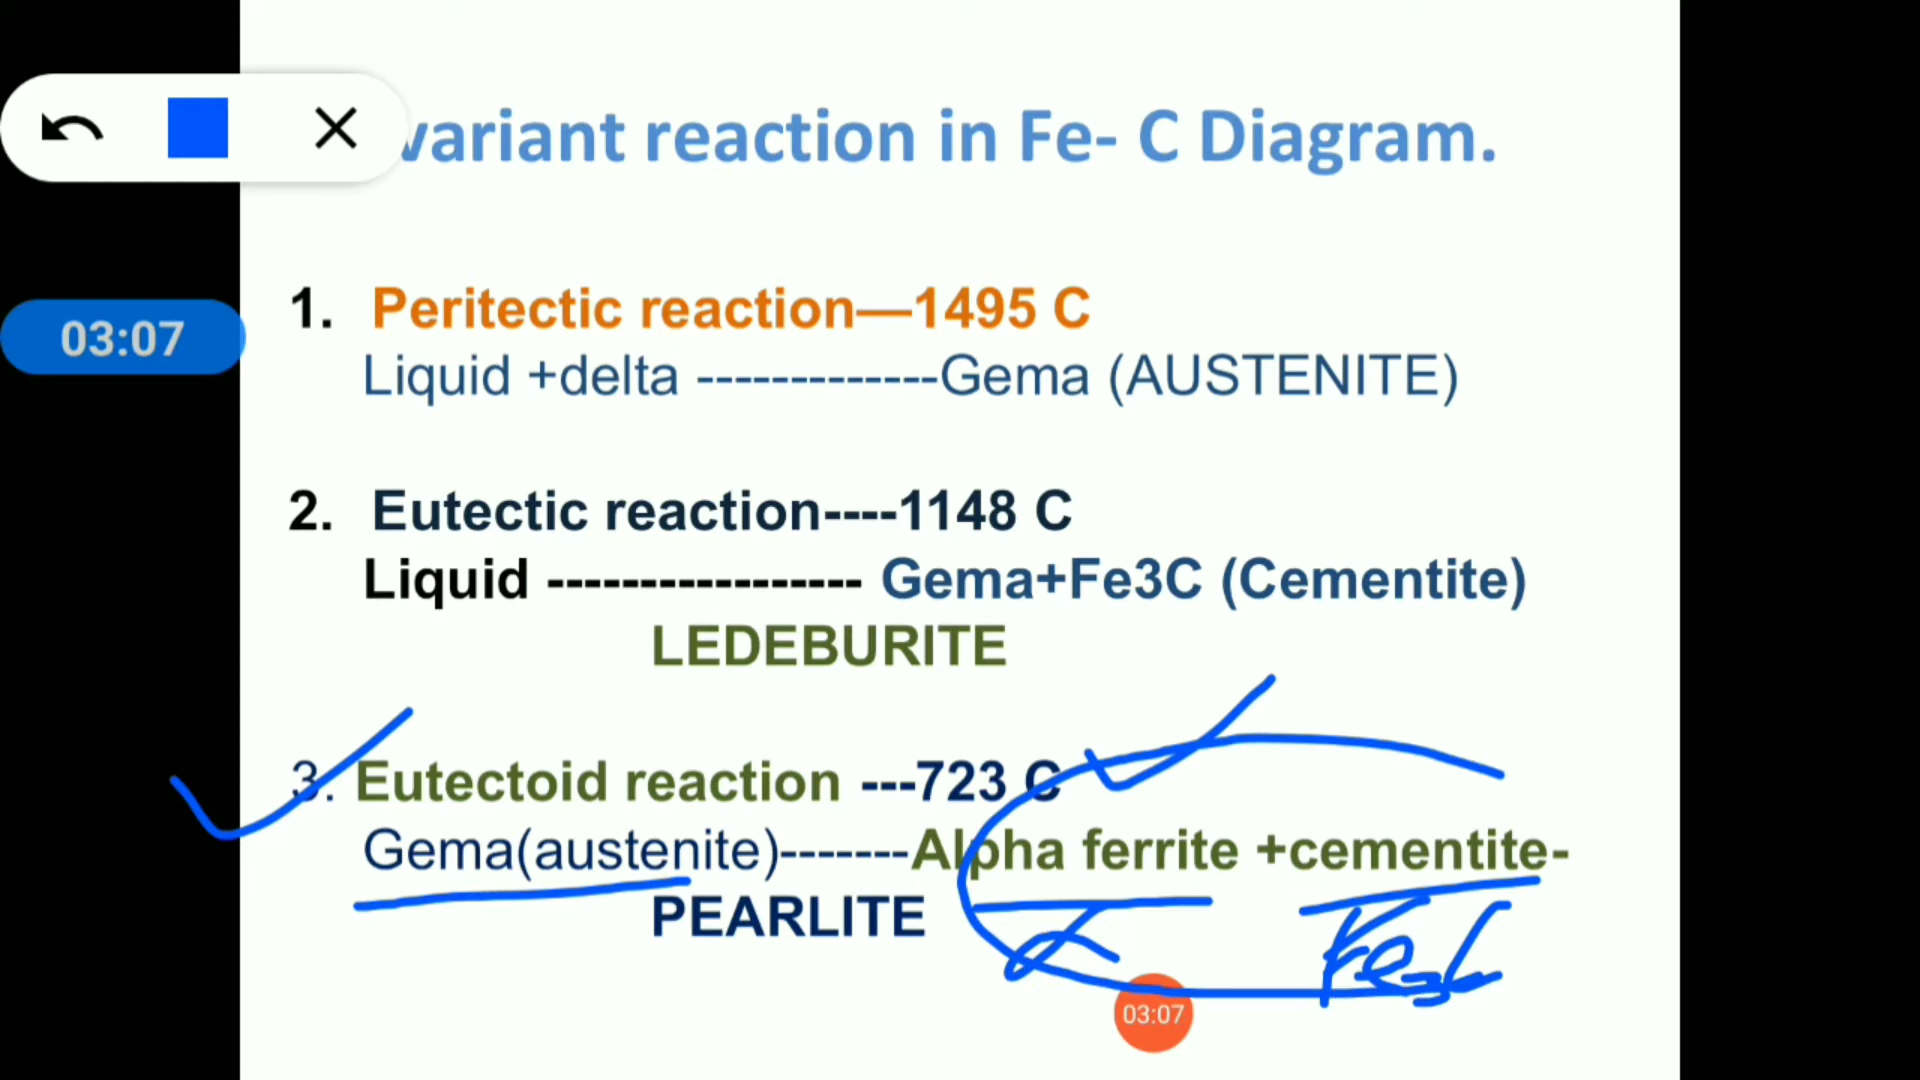 variant reaction in Fe- C Diagram.
03:07
1. Peritectic reaction—1495 C
Liquid +delta -------------Gema (AUSTENITE)
2. Eutectic reaction----1148 C
Liquid ----------------- Gema+Fe3C (Cementite)
LEDEBURITE
3. Eutectoid reaction ---723 C
Gema(austenite)-------Alpha ferrite +cementite-
PEARLITE
α Fe3C
03:07